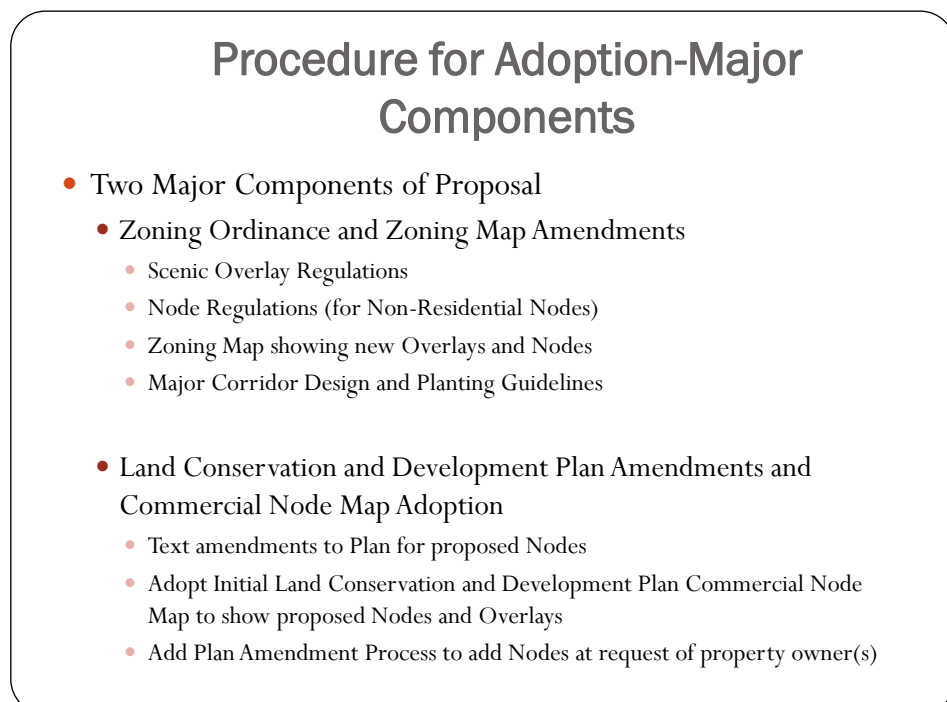 Procedure for Adoption-Major
Components
• Two Major Components of Proposal
• Zoning Ordinance and Zoning Map Amendments
• Scenic Overlay Regulations
• Node Regulations (for Non-Residential Nodes)
• Zoning Map showing new Overlays and Nodes
• Major Corridor Design and Planting Guidelines
• Land Conservation and Development Plan Amendments and
Commercial Node Map Adoption
• Text amendments to Plan for proposed Nodes
• Adopt Initial Land Conservation and Development Plan Commercial Node
Map to show proposed Nodes and Overlays
• Add Plan Amendment Process to add Nodes at request of property owner(s)